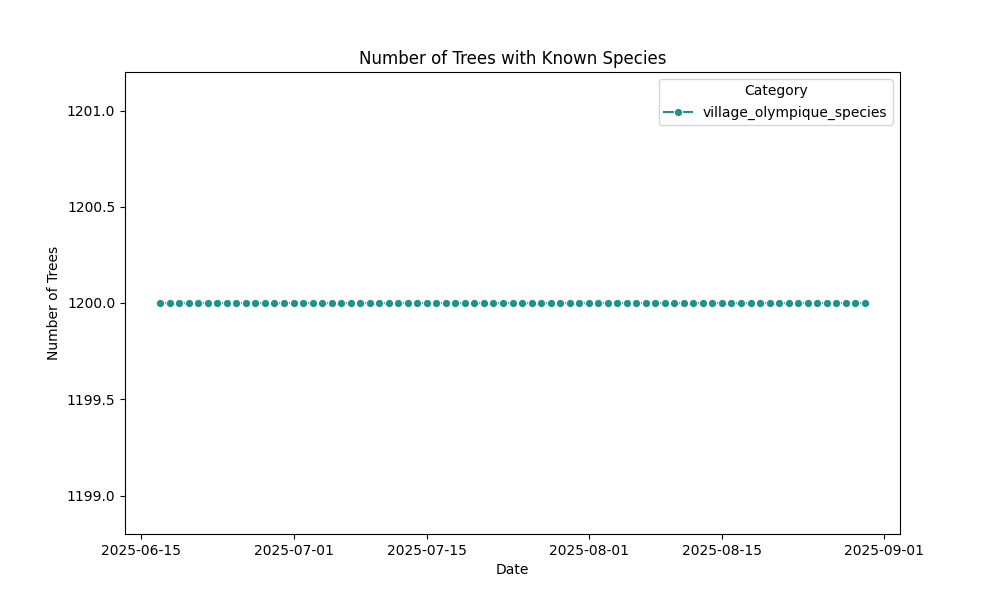 Number of Trees with Known Species
Category
village_olympique_species
Number of Trees
1201.0
1200.5
1200.0
1199.5
1199.0
2025-06-15
2025-07-01
2025-07-15
2025-08-01
2025-08-15
2025-09-01
Date